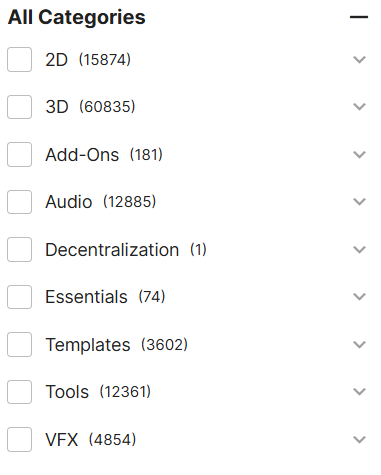 All Categories
2D (15874)
3D (60835)
Add-Ons (181)
Audio (12885)
Decentralization (1)
Essentials (74)
Templates (3602)
Tools (12361)
VFX (4854)